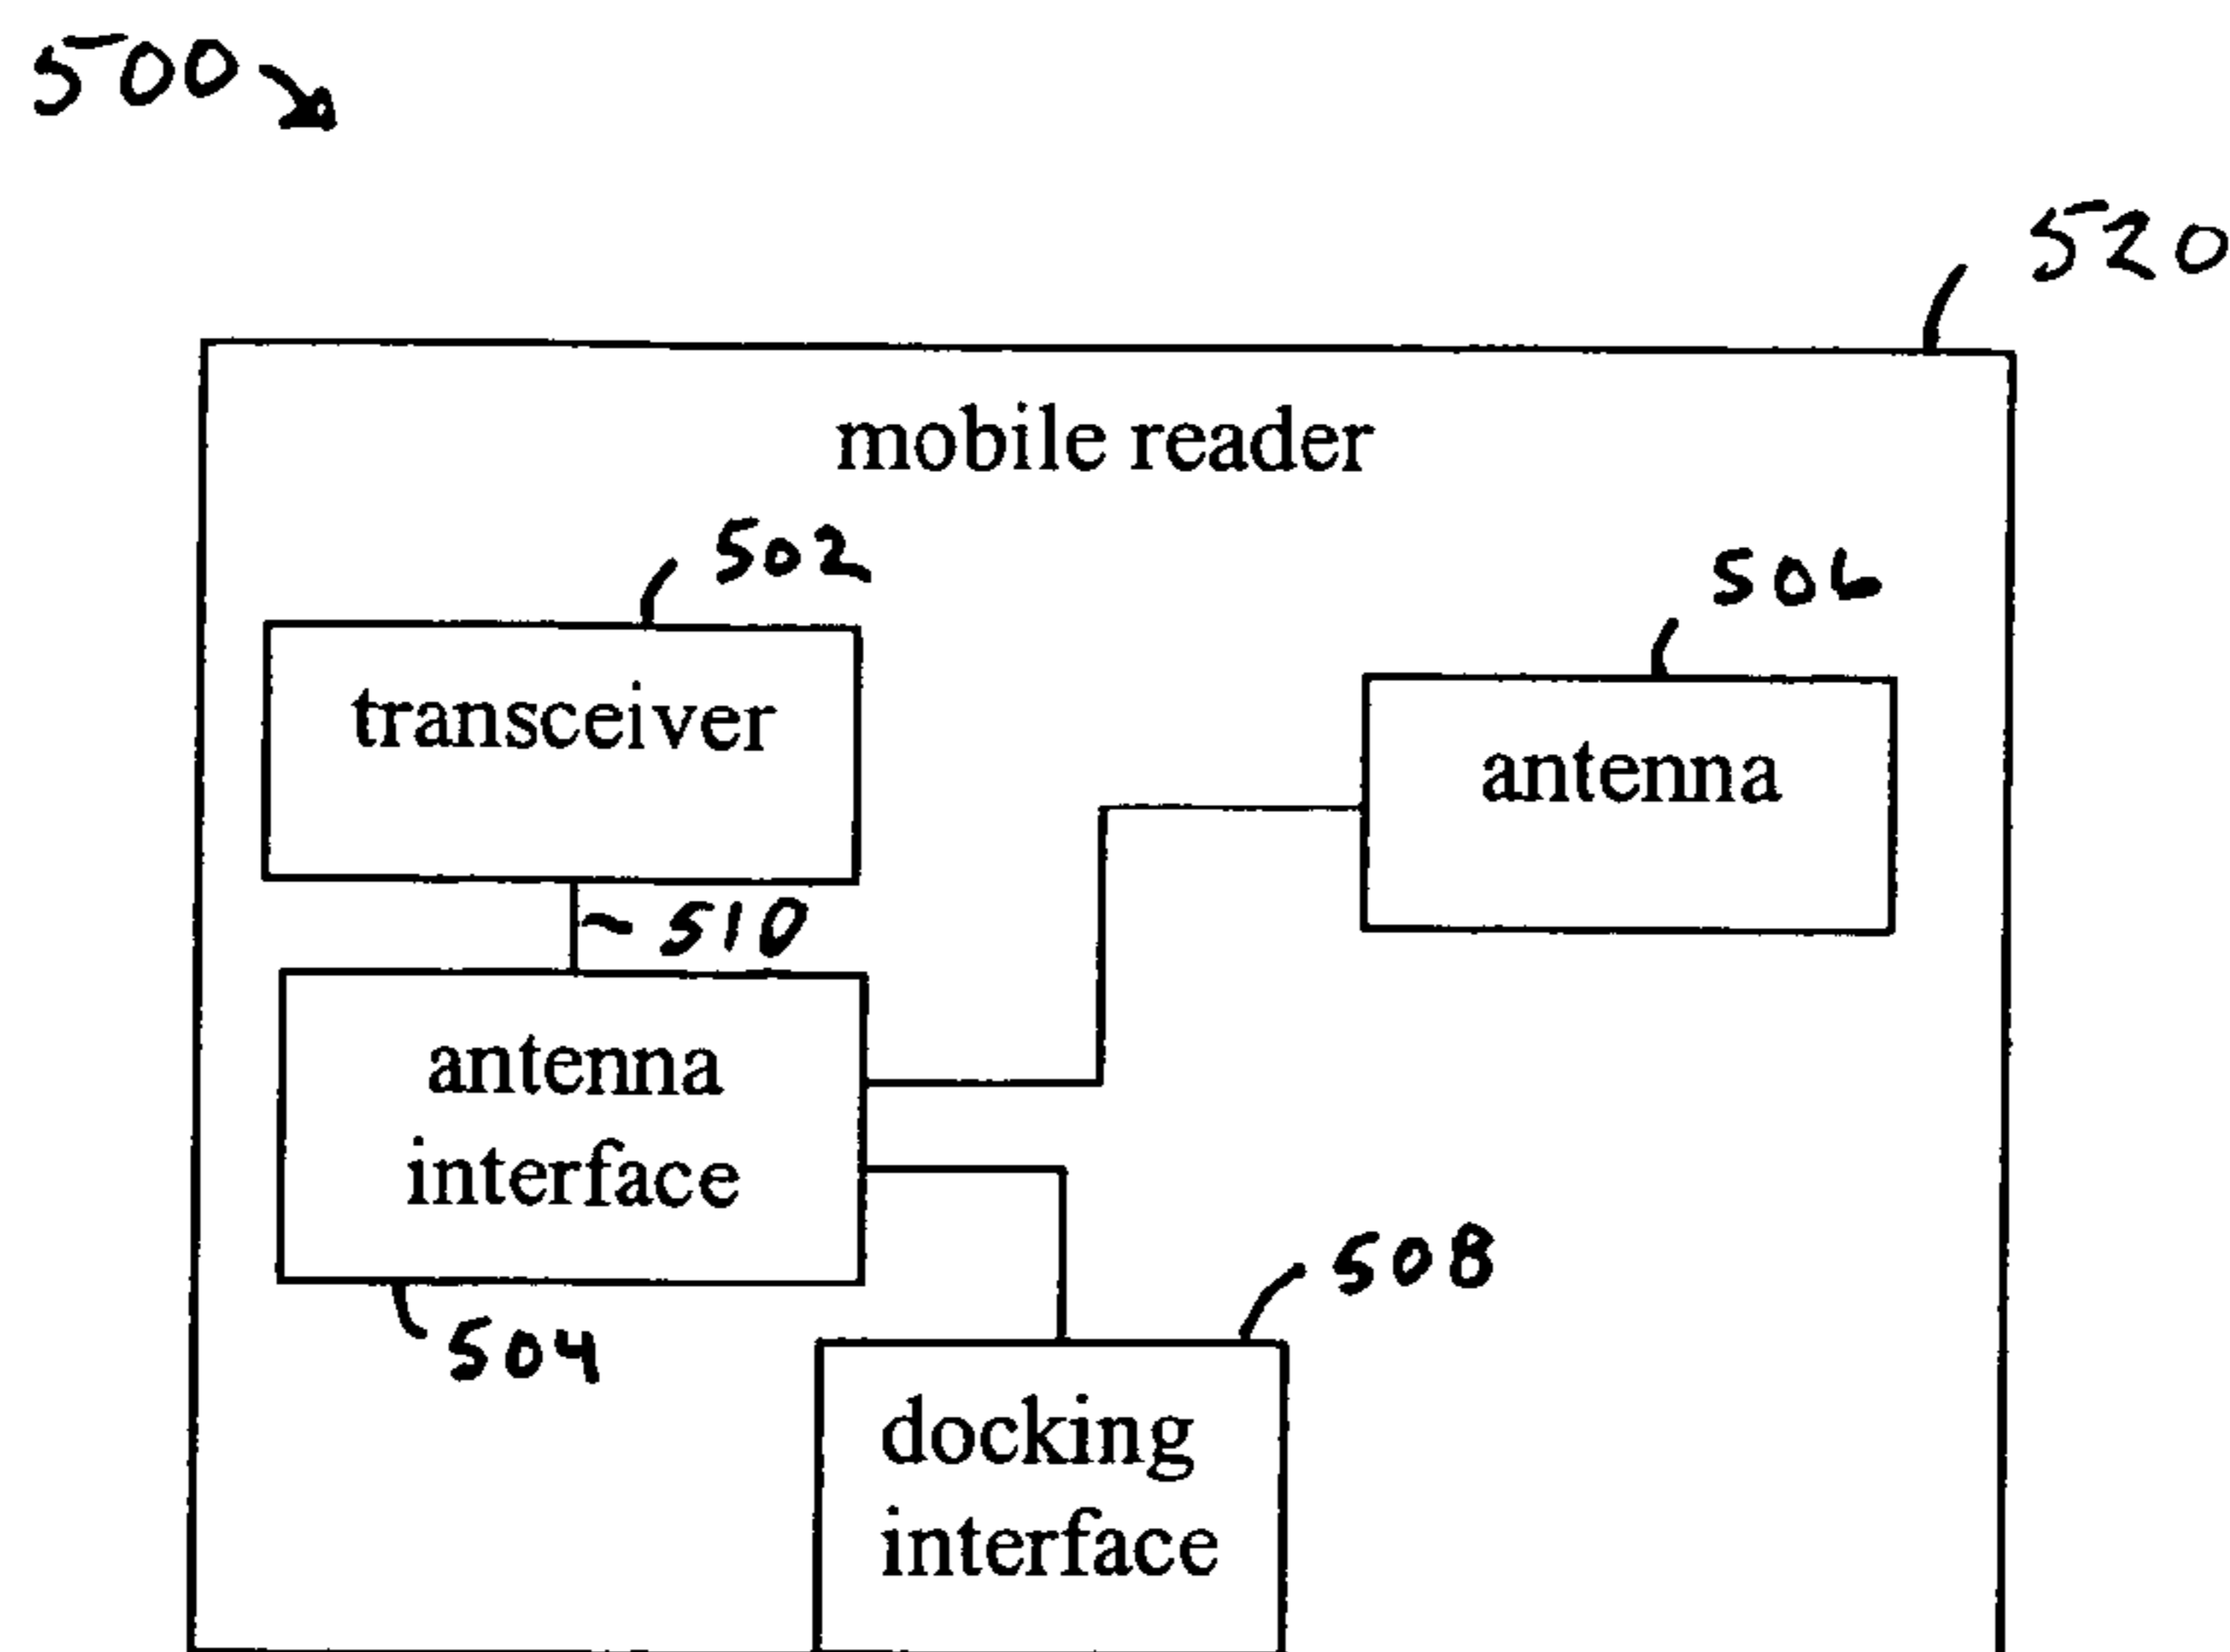 500
520
mobile reader
502
506
transceiver
antenna
510
antenna
interface
508
504
docking
interface